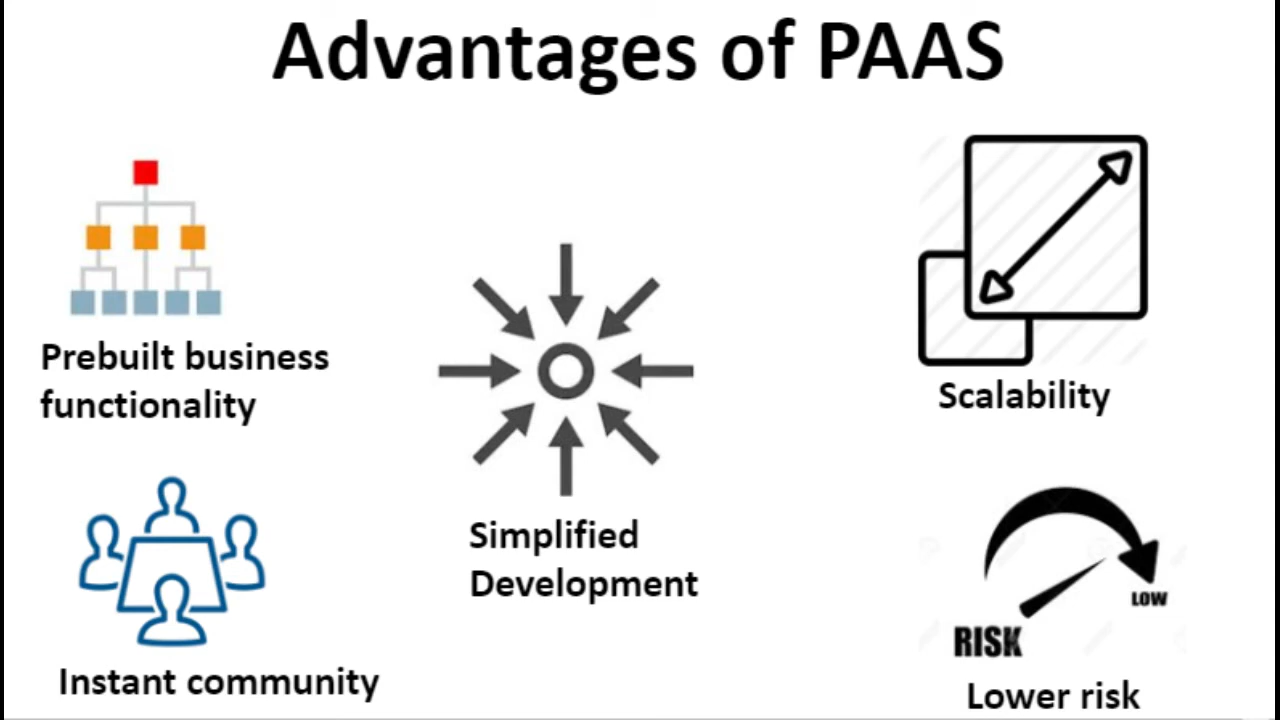 Advantages of PAAS
Prebuilt business
functionality
Simplified
Development
Scalability
Instant community
RISK
LOW
Lower risk